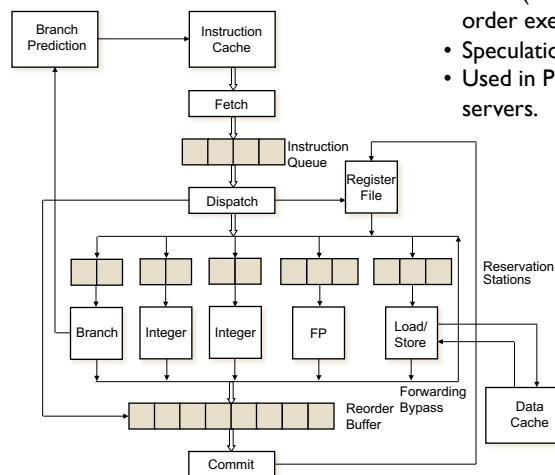 order exe
• Speculatio
• Used in P
servers.
Branch
Prediction
Instruction
Cache
Fetch
Instruction
Queue
Register
File
Dispatch
Reservation
Stations
Branch
Integer
Integer
FP
Load/
Store
Forwarding
Bypass
Reorder
Buffer
Data
Cache
Commit